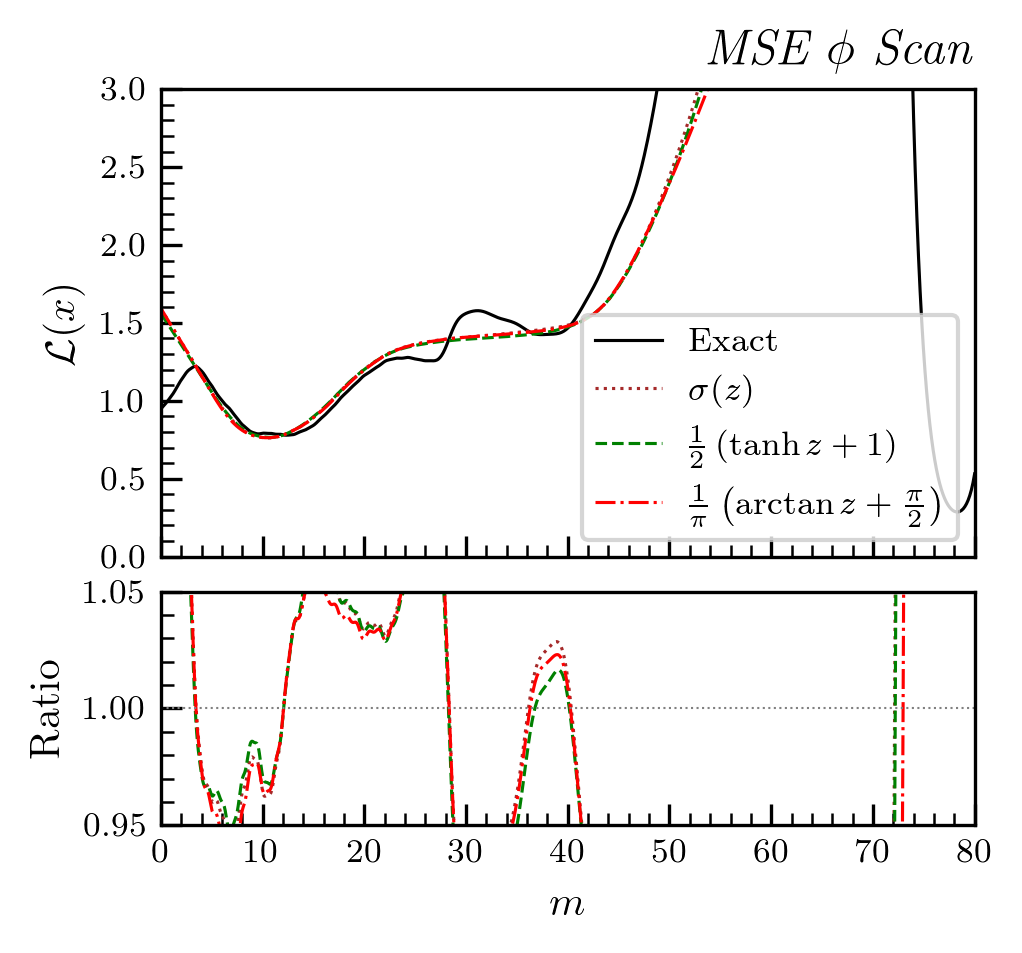 MSE ϕ Scan
3.0
2.5
2.0
1.5
1.0
0.5
0.0
ℒ(x)
Exact
σ(z)
½ (tanh z + 1)
1/π (arctan z + π/2)
1.05
1.00
0.95
Ratio
0 10 20 30 40 50 60 70 80
m